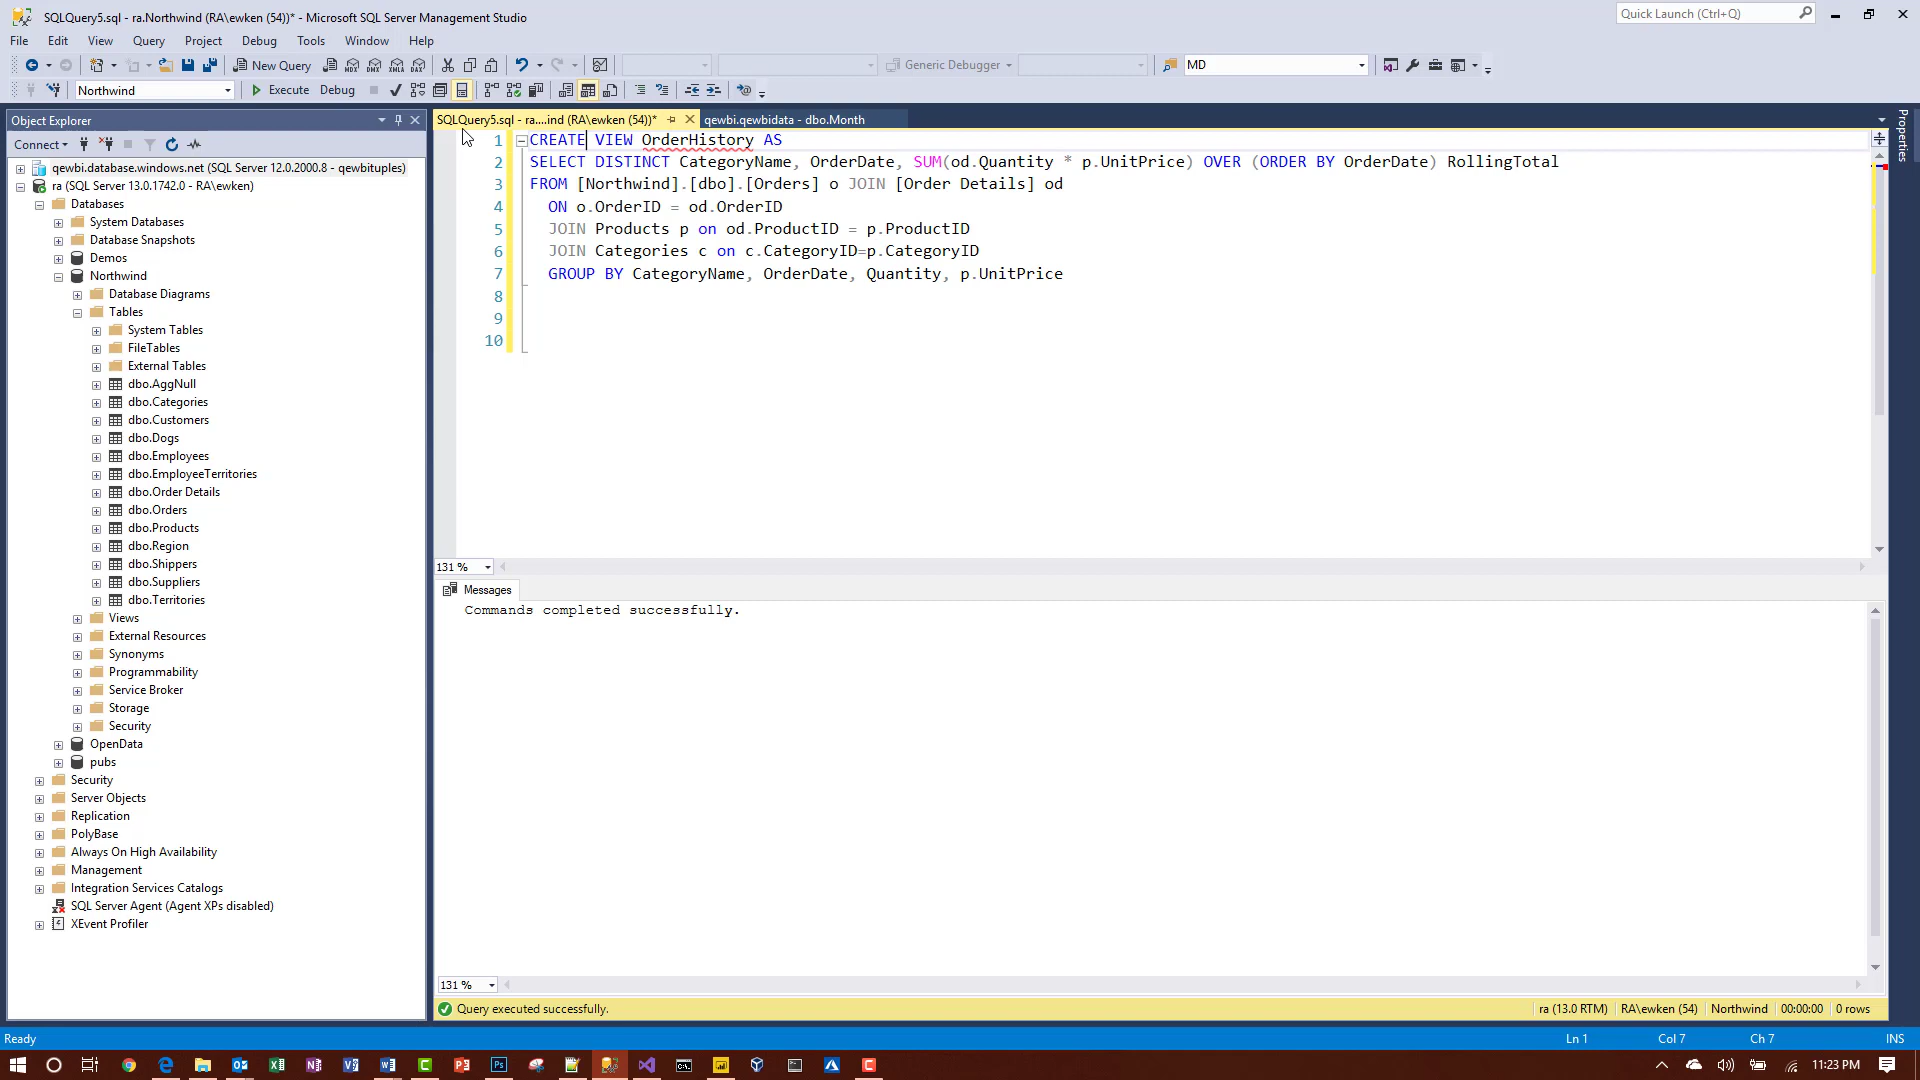 SQLQuery5.sql - ra.Northwind (RA\ewken (54))* - Microsoft SQL Server Management Studio
Quick Launch (Ctrl+Q)
File Edit View Query Project Debug Tools Window Help
New Query
Generic Debugger
MD
Northwind
Execute
Debug
Object Explorer
Connect
qewbi.database.windows.net (SQL Server 12.0.2000.8 - qewbituples)
ra (SQL Server 13.0.1742.0 - RA\ewken)
Databases
System Databases
Database Snapshots
Demos
Northwind
Database Diagrams
Tables
System Tables
FileTables
External Tables
dbo.AggNull
dbo.Categories
dbo.Customers
dbo.Dogs
dbo.Employees
dbo.EmployeeTerritories
dbo.Order Details
dbo.Orders
dbo.Products
dbo.Region
dbo.Shippers
dbo.Suppliers
dbo.Territories
Views
External Resources
Synonyms
Programmability
Service Broker
Storage
Security
OpenData
pubs
Security
Server Objects
Replication
PolyBase
Always On High Availability
Management
Integration Services Catalogs
SQL Server Agent (Agent XPs disabled)
XEvent Profiler
SQLQuery5.sql - ra....ind (RA\ewken (54))*
qewbi.qewbidata - dbo.Month
Properties
1 CREATE VIEW OrderHistory AS
2 SELECT DISTINCT CategoryName, OrderDate, SUM(od.Quantity * p.UnitPrice) OVER (ORDER BY OrderDate) RollingTotal
3 FROM [Northwind].[dbo].[Orders] o JOIN [Order Details] od
4 ON o.OrderID = od.OrderID
5 JOIN Products p on od.ProductID = p.ProductID
6 JOIN Categories c on c.CategoryID=p.CategoryID
7 GROUP BY CategoryName, OrderDate, Quantity, p.UnitPrice
8
9
10
131 %
Messages
Commands completed successfully.
131 %
Query executed successfully.
ra (13.0 RTM) RA\ewken (54) Northwind 00:00:00 0 rows
Ready
Ln 1 Col 7 Ch 7 INS
11:23 PM